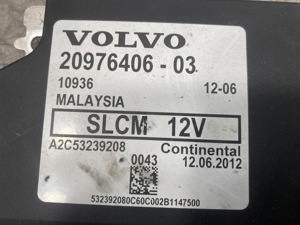 VOLVO
20976406 - 03
10936 12-06
MALAYSIA
SLCM 12V
A2C53239208 Continental
0043 12.06.2012
532392080C60C002B1147500